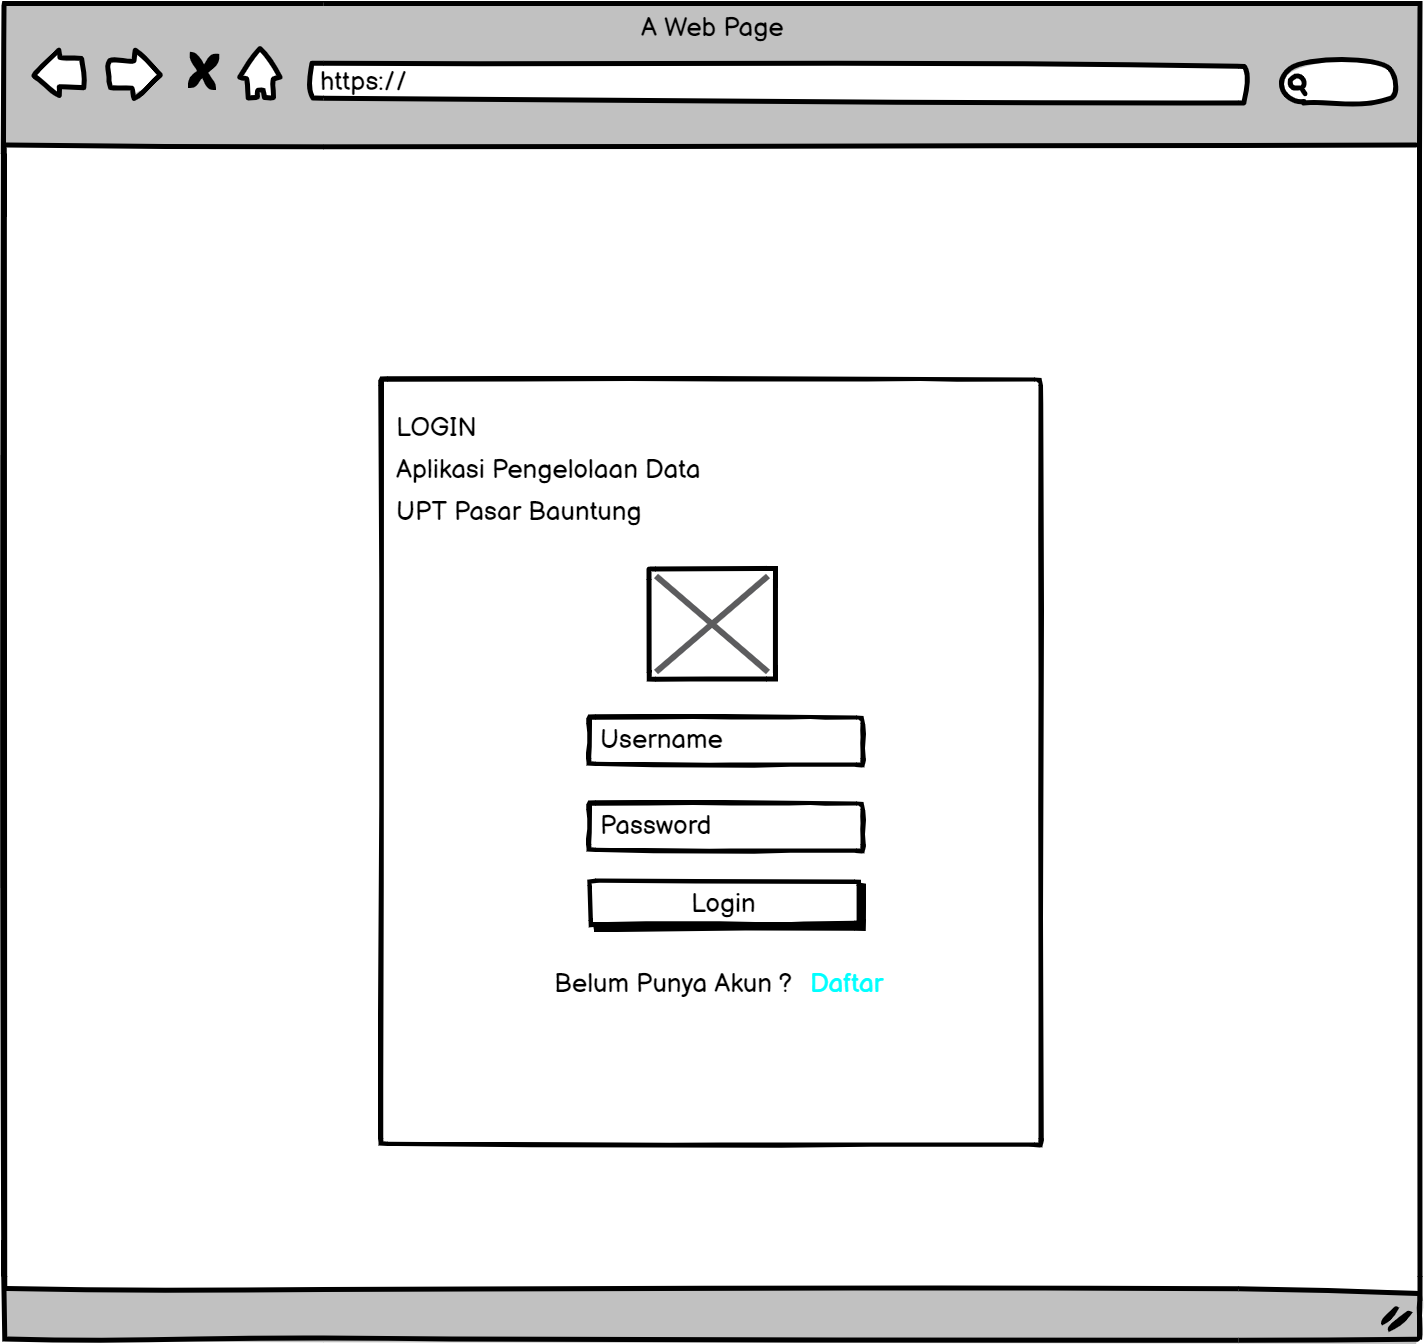 A Web Page
https://
LOGIN
Aplikasi Pengelolaan Data
UPT Pasar Bauntung
Username
Password
Login
Belum Punya Akun ? Daftar